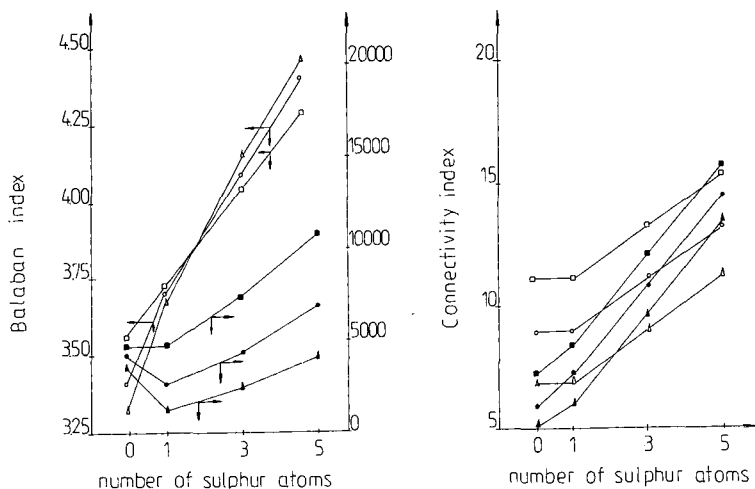 Balaban index
4.50
4.25
4.00
3.75
3.50
3.25
20000
15000
10000
5000
0
0 1 3 5
number of sulphur atoms
Connectivity index
20
15
10
5
0 1 3 5
number of sulphur atoms